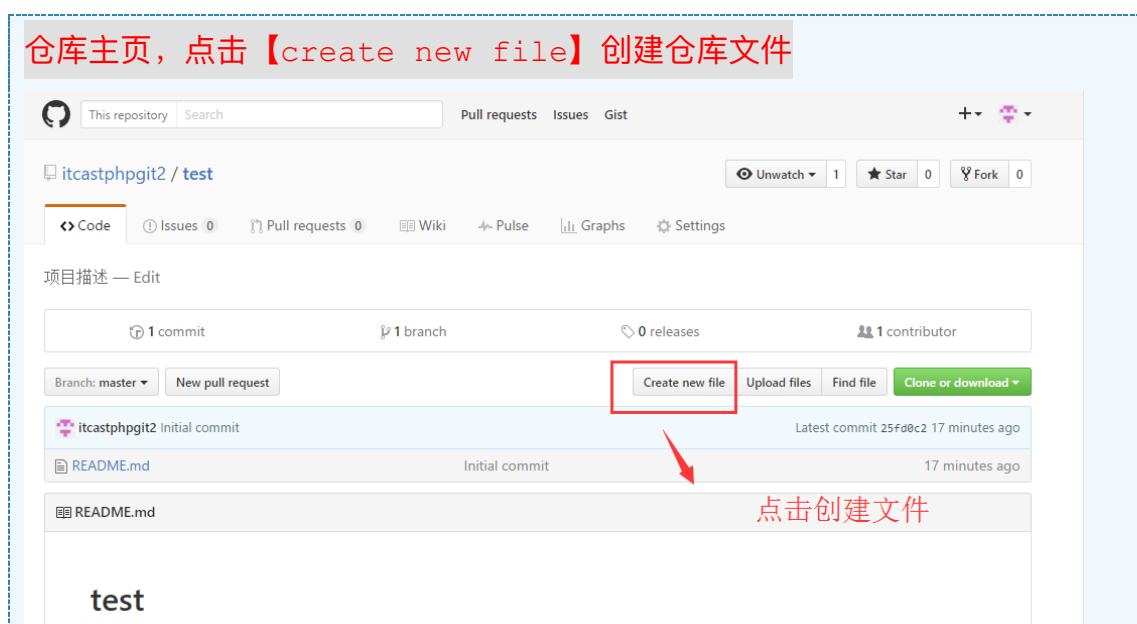 仓库主页，点击【create new file】创建仓库文件
This repository Search Pull requests Issues Gist
itcastphpgit2 / test Unwatch 1 Star 0 Fork 0
Code Issues 0 Pull requests 0 Wiki Pulse Graphs Settings
项目描述 — Edit
1 commit 1 branch 0 releases 1 contributor
Branch: master New pull request Create new file Upload files Find file Clone or download
itcastphpgit2 Initial commit Latest commit 25fd0c2 17 minutes ago
README.md Initial commit 17 minutes ago
README.md
点击创建文件
test